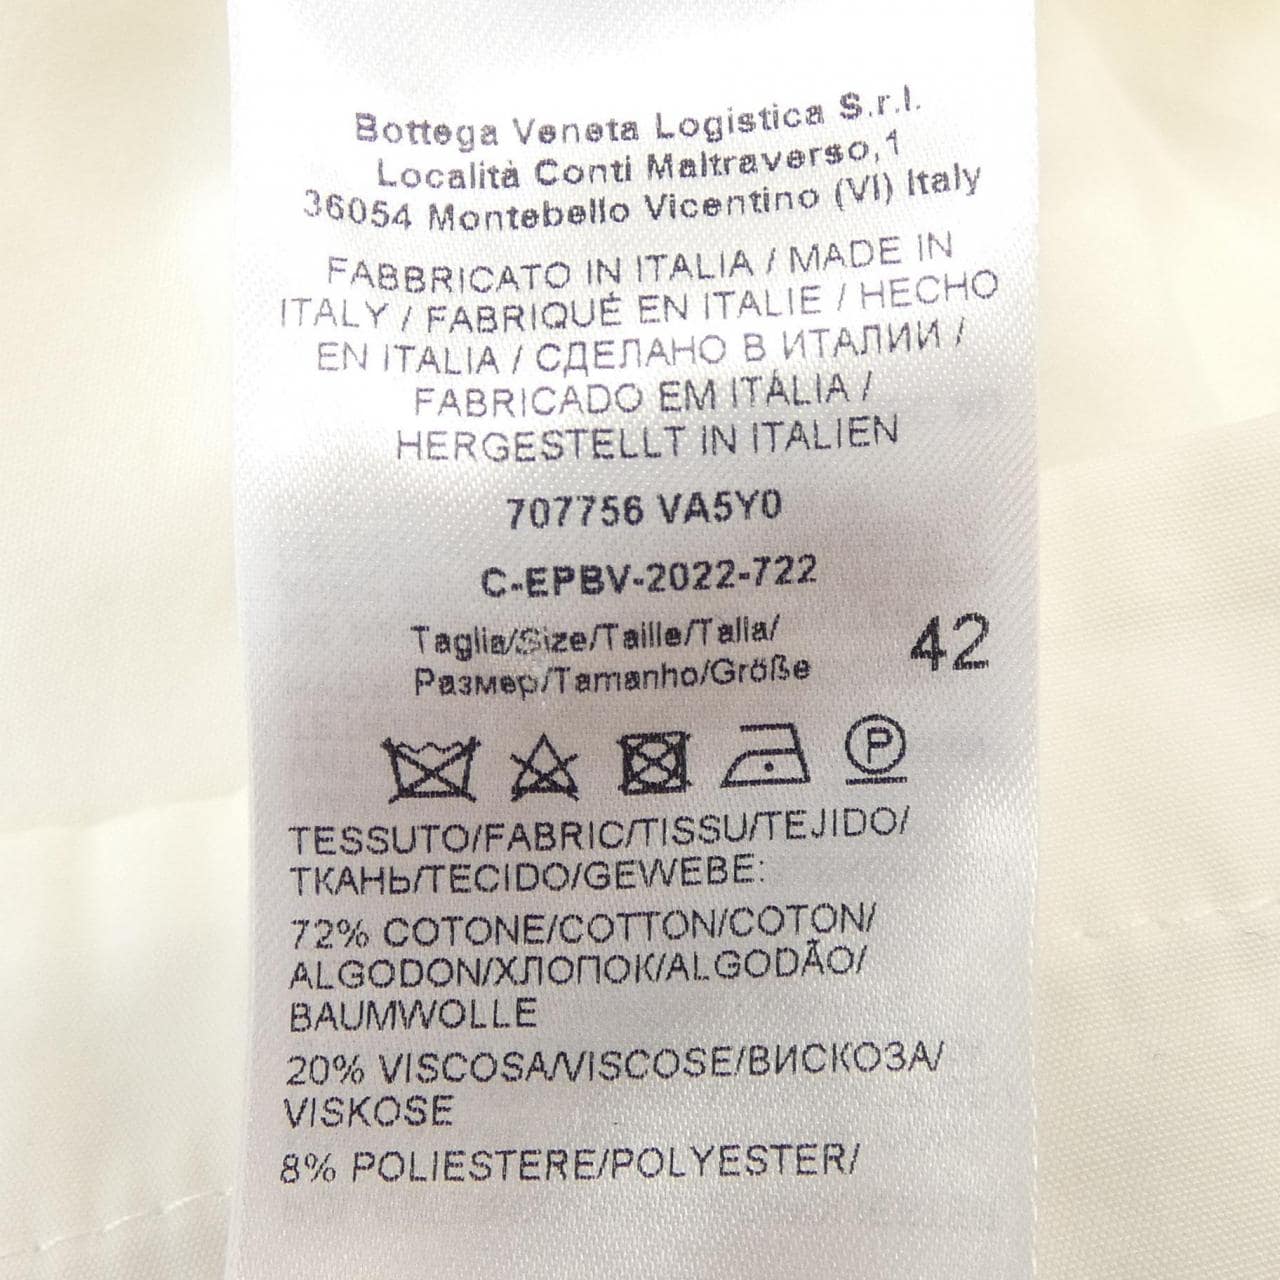 Bottega Veneta Logistica S.r.l.
Località Conti Maltraverso,1
36054 Montebello Vicentino (VI) Italy
FABBRICATO IN ITALIA / MADE IN
ITALY / FABRIQUÉ EN ITALIE / HECHO
EN ITALIA / СДЕЛАНО В ИТАЛИИ /
FABRICADO EM ITÁLIA /
HERGESTELLT IN ITALIEN
707756 VA5Y0
C-EPBV-2022-722
Taglia/Size/Taille/Talla/
Размер/Tamanho/Größe
42
P
TESSUTO/FABRIC/TISSU/TEJIDO/
ТКАНЬ/TECIDO/GEWEBE:
72% COTONE/COTTON/COTON/
ALGODON/ХЛОПОК/ALGODÃO/
BAUMWOLLE
20% VISCOSA/VISCOSE/ВИСКОЗА/
VISKOSE
8% POLIESTERE/POLYESTER/